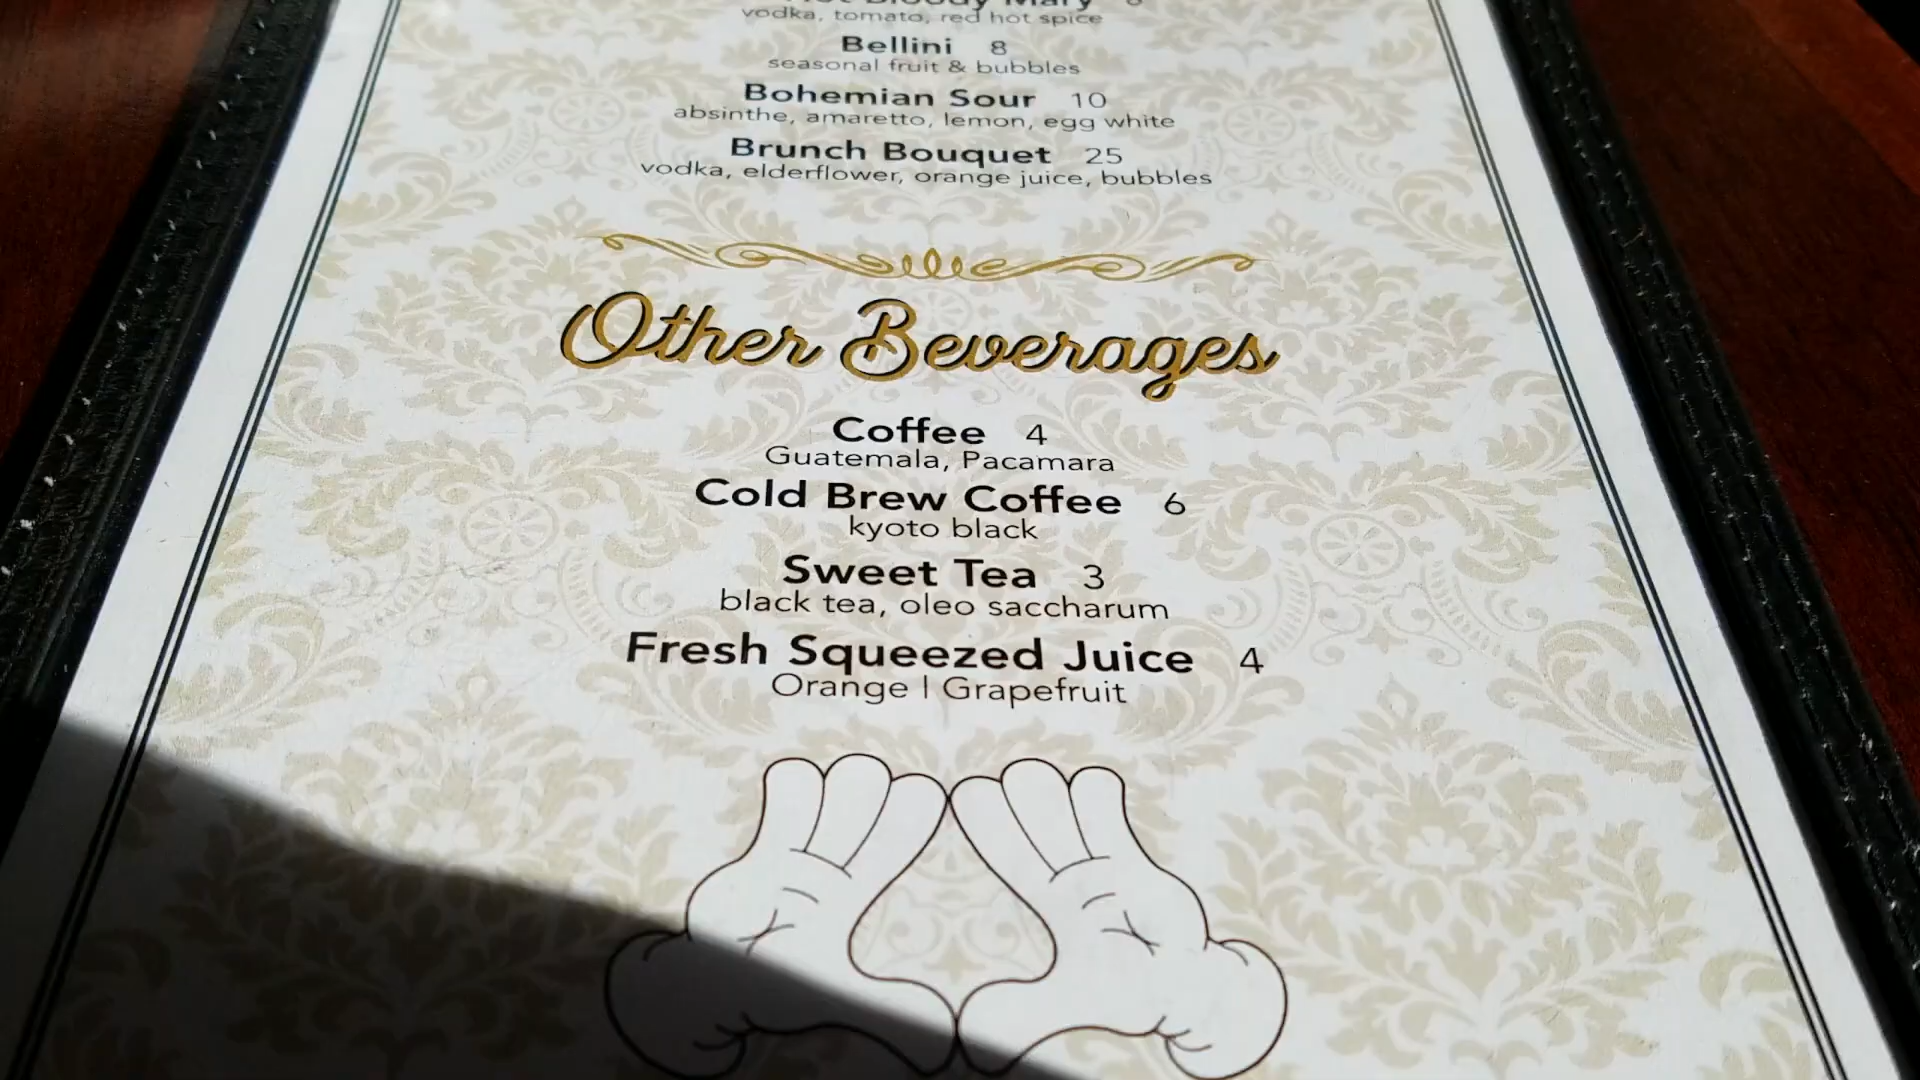 Bloody Mary
vodka, tomato, red hot spice
Bellini 8
seasonal fruit & bubbles
Bohemian Sour 10
absinthe, amaretto, lemon, egg white
Brunch Bouquet 25
vodka, elderflower, orange juice, bubbles
Other Beverages
Coffee 4
Guatemala, Pacamara
Cold Brew Coffee 6
kyoto black
Sweet Tea 3
black tea, oleo saccharum
Fresh Squeezed Juice 4
Orange | Grapefruit